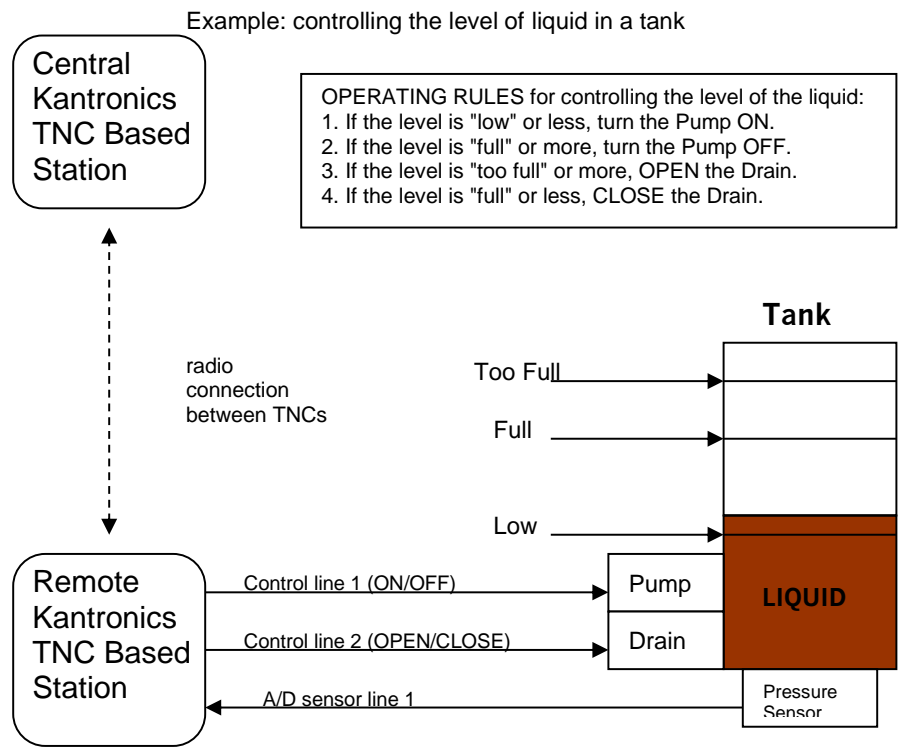 Example: controlling the level of liquid in a tank
Central
Kantronics
TNC Based
Station
OPERATING RULES for controlling the level of the liquid:
1. If the level is "low" or less, turn the Pump ON.
2. If the level is "full" or more, turn the Pump OFF.
3. If the level is "too full" or more, OPEN the Drain.
4. If the level is "full" or less, CLOSE the Drain.
radio
connection
between TNCs
Tank
Too Full
Full
Low
Remote
Kantronics
TNC Based
Station
Control line 1 (ON/OFF)
Control line 2 (OPEN/CLOSE)
A/D sensor line 1
Pump
Drain
LIQUID
Pressure
Sensor